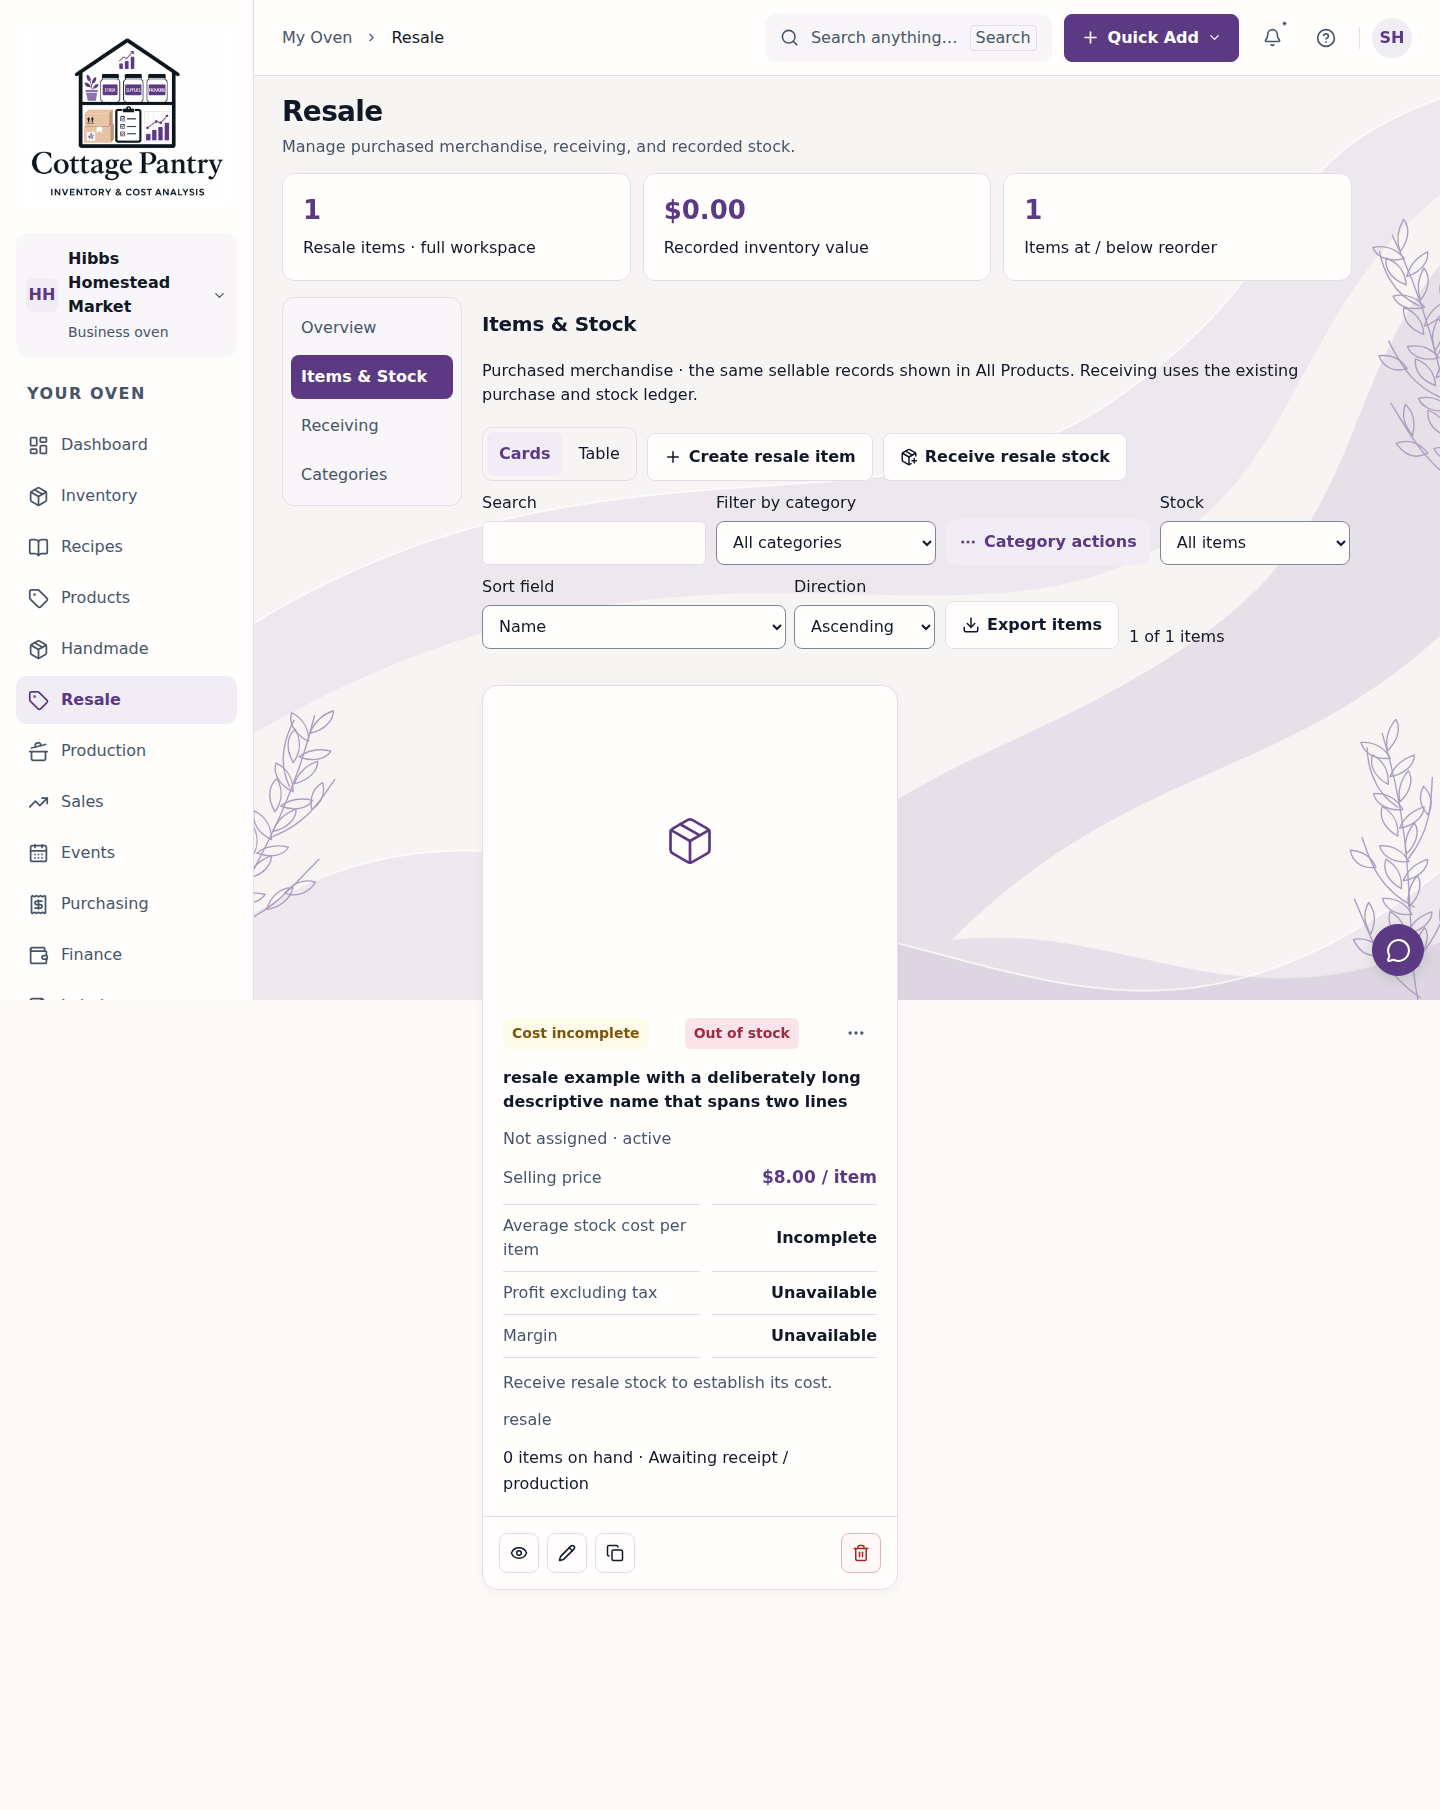 Cottage Pantry
INVENTORY & COST ANALYSIS
HH
Hibbs
Homestead
Market
Business oven
YOUR OVEN
Dashboard
Inventory
Recipes
Products
Handmade
Resale
Production
Sales
Events
Purchasing
Finance
My Oven
Resale
Search anything...
Search
Quick Add
SH
Resale
Manage purchased merchandise, receiving, and recorded stock.
1
Resale items · full workspace
$0.00
Recorded inventory value
1
Items at / below reorder
Overview
Items & Stock
Receiving
Categories
Items & Stock
Purchased merchandise · the same sellable records shown in All Products. Receiving uses the existing
purchase and stock ledger.
Cards
Table
Create resale item
Receive resale stock
Search
Filter by category
All categories
Category actions
Stock
All items
Sort field
Name
Direction
Ascending
Export items
1 of 1 items
Cost incomplete
Out of stock
resale example with a deliberately long
descriptive name that spans two lines
Not assigned · active
Selling price
$8.00 / item
Average stock cost per
item
Incomplete
Profit excluding tax
Unavailable
Margin
Unavailable
Receive resale stock to establish its cost.
resale
0 items on hand · Awaiting receipt /
production